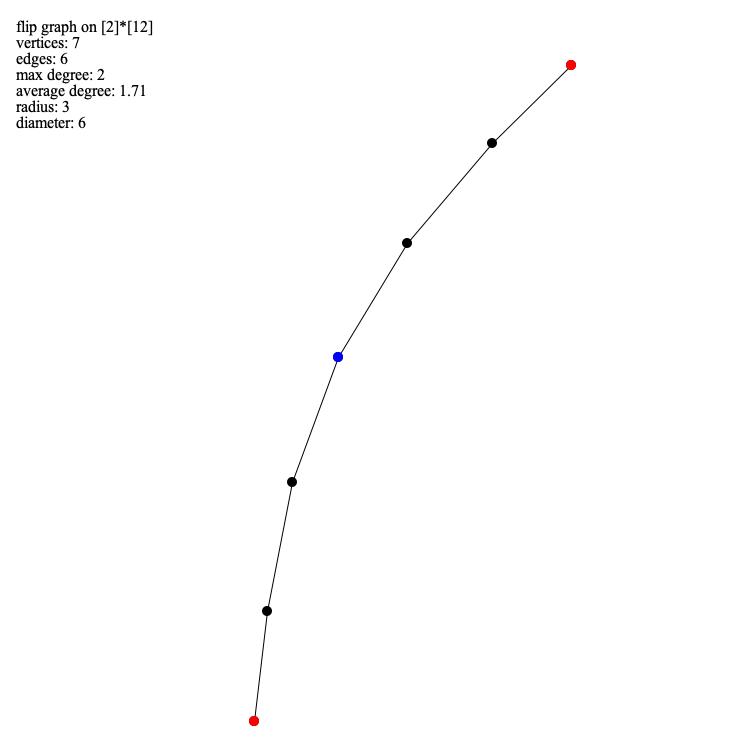 flip graph on [2]*[12]
vertices: 7
edges: 6
max degree: 2
average degree: 1.71
radius: 3
diameter: 6